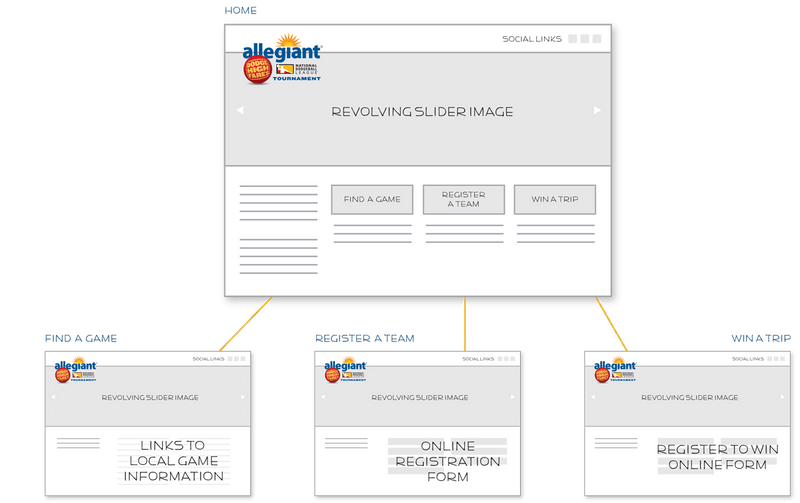 HOME
SOCIAL LINKS
allegiant
DODGE
HIGH
FARES
NATIONAL
DODGEBALL
LEAGUE
TOURNAMENT
REVOLVING SLIDER IMAGE
FIND A GAME
REGISTER
A TEAM
WIN A TRIP
FIND A GAME
SOCIAL LINKS
allegiant
TOURNAMENT
REVOLVING SLIDER IMAGE
LINKS TO
LOCAL GAME
INFORMATION
REGISTER A TEAM
SOCIAL LINKS
allegiant
TOURNAMENT
REVOLVING SLIDER IMAGE
ONLINE
REGISTRATION
FORM
WIN A TRIP
SOCIAL LINKS
allegiant
TOURNAMENT
REVOLVING SLIDER IMAGE
REGISTER TO WIN
ONLINE FORM